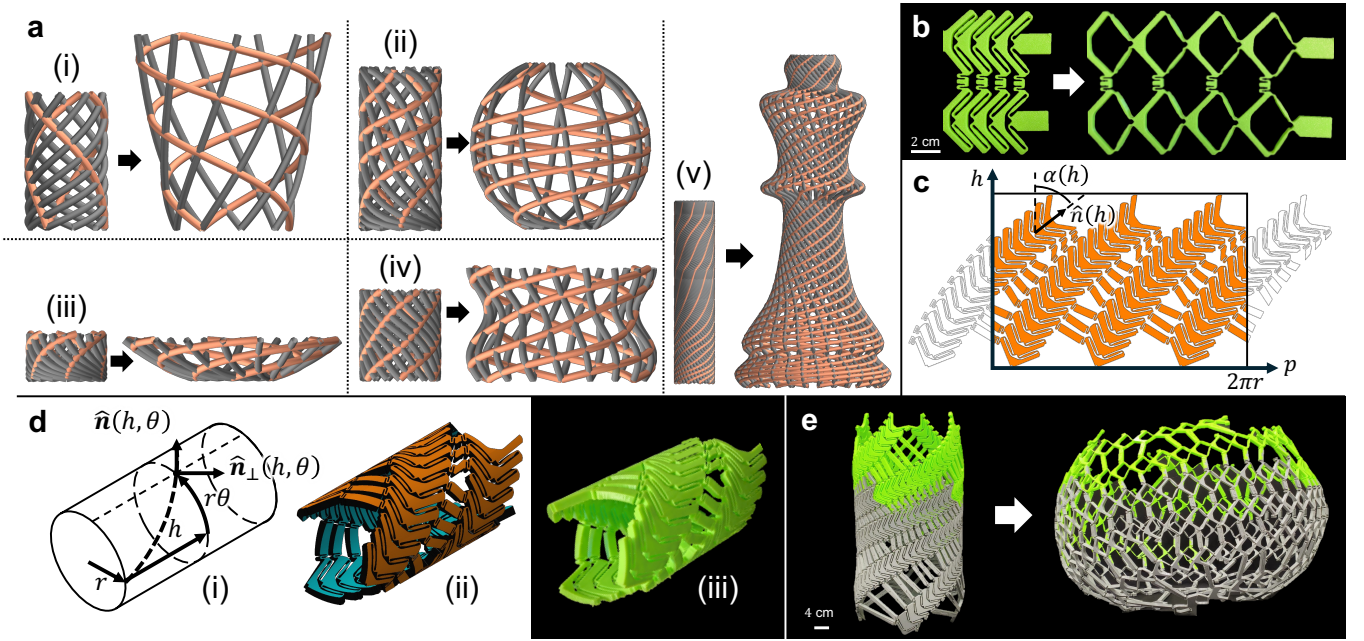 a
(i)
(ii)
(iii)
(iv)
(v)
b
2 cm
c
h
α(h)
n̂(h)
2πr
p
d
n̂(h, θ)
n̂⊥(h, θ)
rθ
h
r
(i)
(ii)
(iii)
e
4 cm